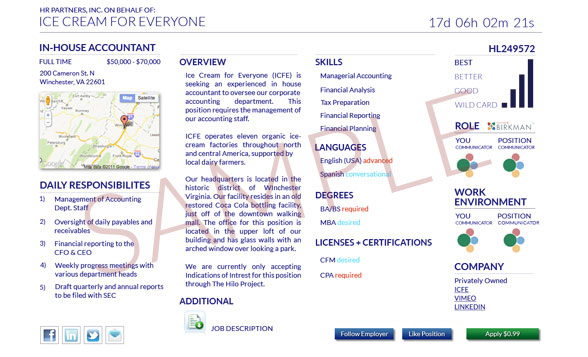 HR PARTNERS, INC. ON BEHALF OF:
ICE CREAM FOR EVERYONE
17d 06h 02m 21s
IN-HOUSE ACCOUNTANT
FULL TIME $50,000 - $70,000
200 Cameron St, N
Winchester, VA 22601
Map Satellite
DAILY RESPONSIBILITES
1) Management of Accounting
Dept. Staff
2) Oversight of daily payables and
receivables
3) Financial reporting to the
CFO & CEO
4) Weekly progress meetings with
various department heads
5) Draft quarterly and annual reports
to be filed with SEC
OVERVIEW
Ice Cream for Everyone (ICFE) is
seeking an experienced in house
accountant to oversee our corporate
accounting department. This
position requires the management of
our accounting staff.
ICFE operates eleven organic ice-
cream factories throughout north
and central America, supported by
local dairy farmers.
Our headquarters is located in the
historic district of WInchester
Virginia. Our facility resides in an old
restored Coca Cola bottling facility,
just off of the downtown walking
mall. The office for this position is
located in the upper loft of our
building and has glass walls with an
arched window over looking a park.
We are currently only accepting
Indications of Intrest for this position
through The Hilo Project.
ADDITIONAL
JOB DESCRIPTION
SKILLS
Managerial Accounting
Financial Analysis
Tax Preparation
Financial Reporting
Financial Planning
LANGUAGES
English (USA) advanced
Spanish conversational
DEGREES
BA/BS required
MBA desired
LICENSES + CERTIFICATIONS
CFM desired
CPA required
HL249572
BEST
BETTER
GOOD
WILD CARD
ROLE BIRKMAN
YOU POSITION
COMMUNICATOR COMMUNICATOR
WORK
ENVIRONMENT
YOU POSITION
COMMUNICATOR COMMUNICATOR
COMPANY
Privately Owned
ICFE
VIMEO
LINKEDIN
Follow Employer Like Position Apply $0.99
SAMPLE